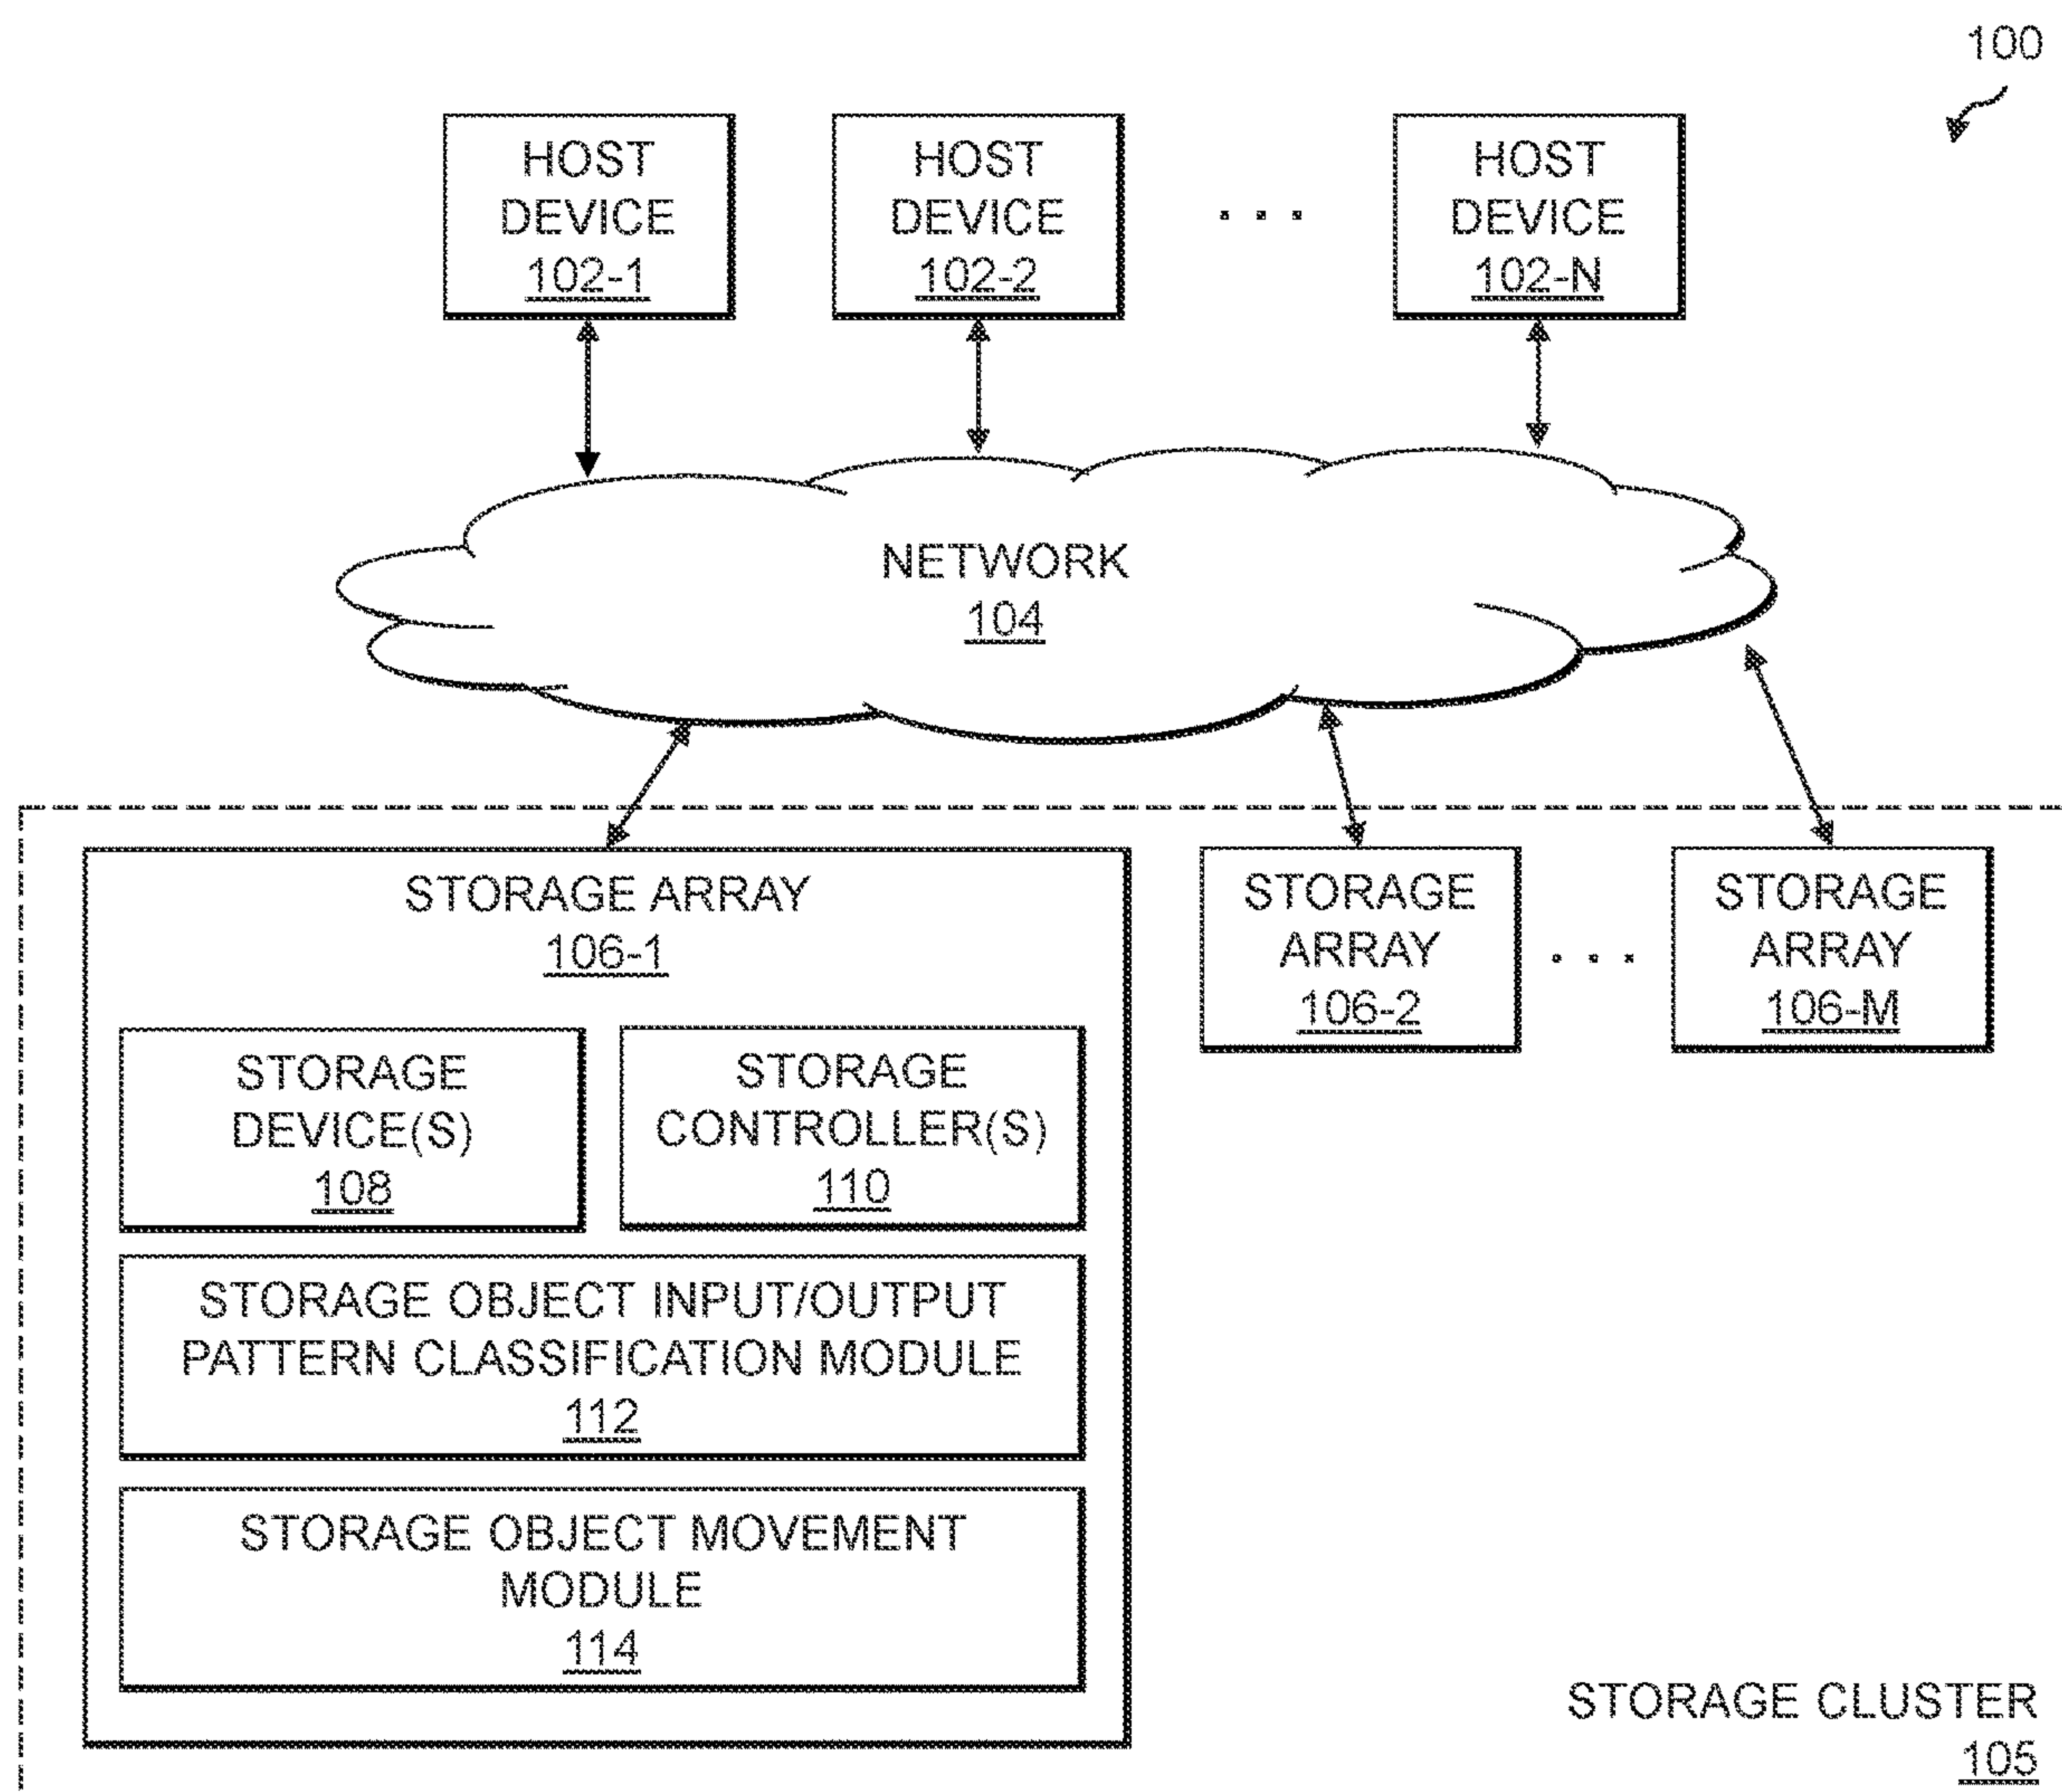 100
HOST
DEVICE
102-1
HOST
DEVICE
102-2
. . .
HOST
DEVICE
102-N
NETWORK
104
STORAGE ARRAY
106-1
STORAGE
DEVICE(S)
108
STORAGE
CONTROLLER(S)
110
STORAGE OBJECT INPUT/OUTPUT
PATTERN CLASSIFICATION MODULE
112
STORAGE OBJECT MOVEMENT
MODULE
114
STORAGE
ARRAY
106-2
. . .
STORAGE
ARRAY
106-M
STORAGE CLUSTER
105